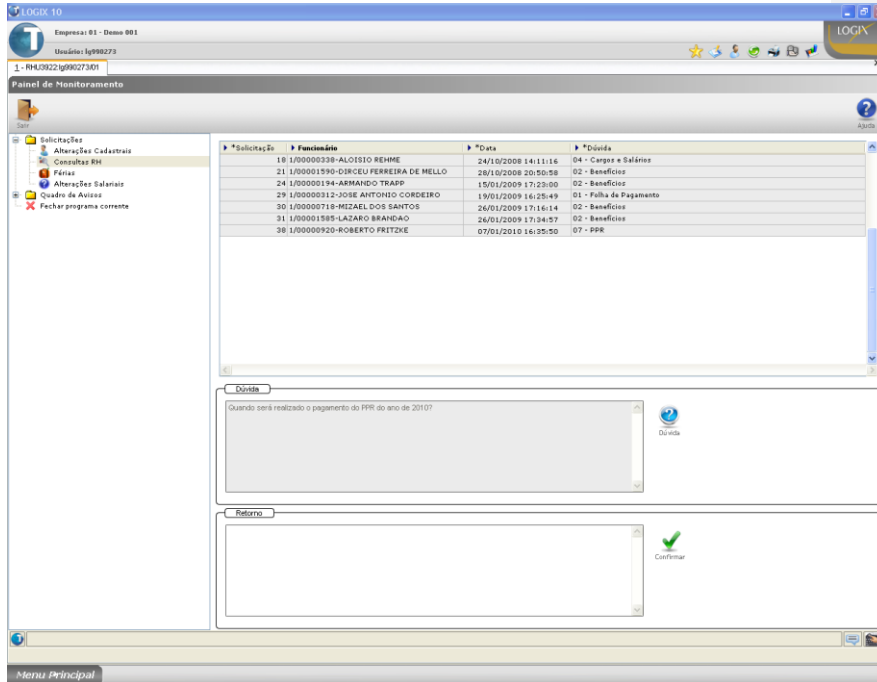 LOGIX 10
Empresa: 01 - Demo 001
LOGIX
Usuário: lg990273
1 - RHU3922:lg990273/01
Painel de Monitoramento
Sair
Ajuda
Solicitações
Alterações Cadastrais
Consultas RH
Férias
Alterações Salariais
Quadro de Avisos
Fechar programa corrente
*Solicitação Funcionário *Data *Dúvida
18 1/00000338-ALOISIO REHME 24/10/2008 14:11:16 04 - Cargos e Salários
21 1/00001590-DIRCEU FERREIRA DE MELLO 28/10/2008 20:50:58 02 - Benefícios
24 1/00000194-ARMANDO TRAPP 15/01/2009 17:23:00 02 - Benefícios
29 1/00000312-JOSE ANTONIO CORDEIRO 19/01/2009 16:25:49 01 - Folha de Pagamento
30 1/00000718-MIZAEL DOS SANTOS 26/01/2009 17:16:14 02 - Benefícios
31 1/00001585-LAZARO BRANDAO 26/01/2009 17:34:57 02 - Benefícios
38 1/00000920-ROBERTO FRITZKE 07/01/2010 16:35:50 07 - PPR
Dúvida
Quando será realizado o pagamento do PPR do ano de 2010?
Dúvida
Retorno
Confirmar
Menu Principal